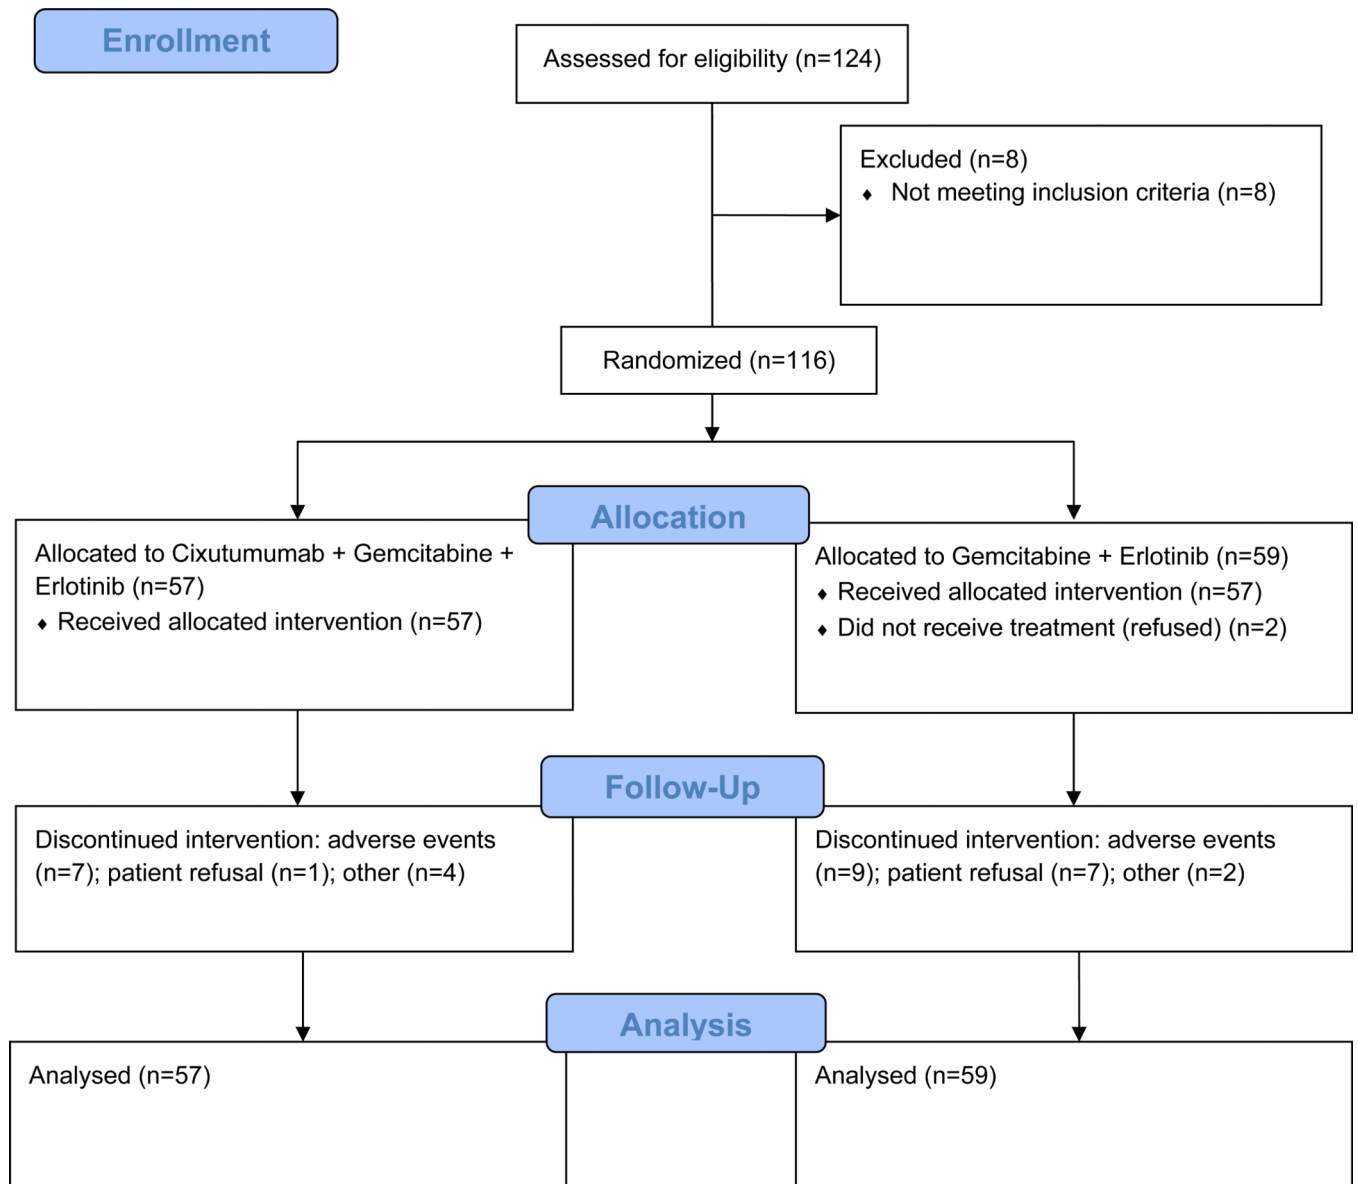 Enrollment
Assessed for eligibility (n=124)
Excluded (n=8)
♦ Not meeting inclusion criteria (n=8)
Randomized (n=116)
Allocation
Allocated to Cixutumumab + Gemcitabine +
Erlotinib (n=57)
♦ Received allocated intervention (n=57)
Allocated to Gemcitabine + Erlotinib (n=59)
♦ Received allocated intervention (n=57)
♦ Did not receive treatment (refused) (n=2)
Follow-Up
Discontinued intervention: adverse events
(n=7); patient refusal (n=1); other (n=4)
Discontinued intervention: adverse events
(n=9); patient refusal (n=7); other (n=2)
Analysis
Analysed (n=57)
Analysed (n=59)